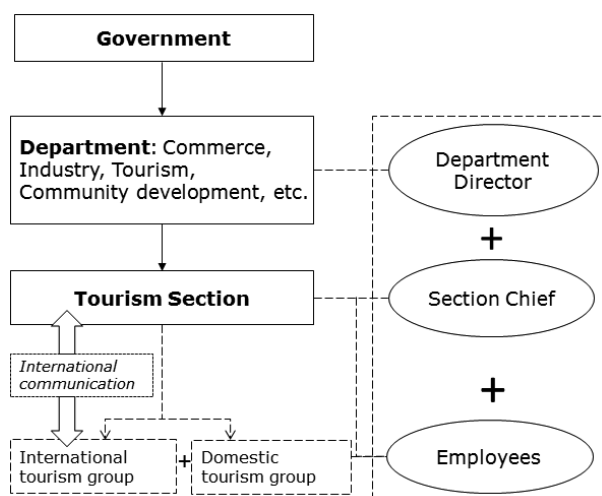 Government
Department: Commerce,
Industry, Tourism,
Community development, etc.
Department
Director
+
Tourism Section
Section Chief
International
communication
+
International
tourism group
+
Domestic
tourism group
Employees